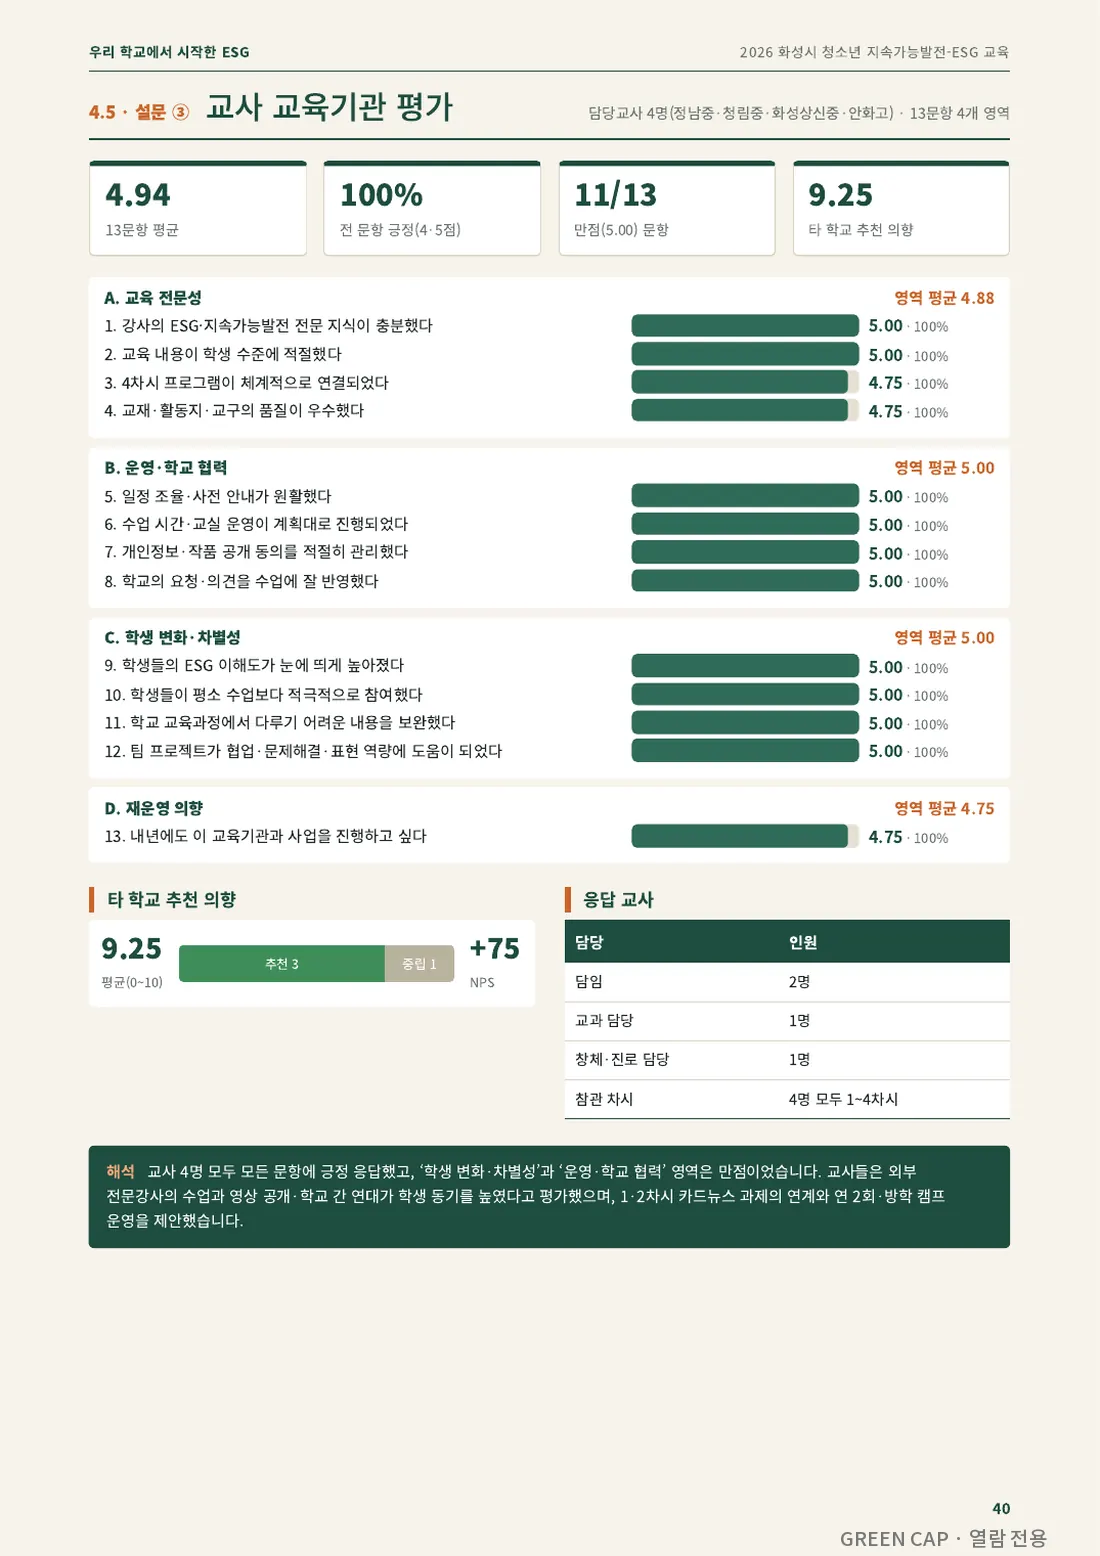 우리 학교에서 시작한 ESG
2026 화성시 청소년 지속가능발전-ESG 교육
4.5 · 설문 ③ 교사 교육기관 평가
담당교사 4명(정남중·청림중·화성상신중·안화고) · 13문항 4개 영역
4.94
13문항 평균
100%
전 문항 긍정(4·5점)
11/13
만점(5.00) 문항
9.25
타 학교 추천 의향
A. 교육 전문성
영역 평균 4.88
1. 강사의 ESG·지속가능발전 전문 지식이 충분했다
5.00 · 100%
2. 교육 내용이 학생 수준에 적절했다
5.00 · 100%
3. 4차시 프로그램이 체계적으로 연결되었다
4.75 · 100%
4. 교재·활동지·교구의 품질이 우수했다
4.75 · 100%
B. 운영·학교 협력
영역 평균 5.00
5. 일정 조율·사전 안내가 원활했다
5.00 · 100%
6. 수업 시간·교실 운영이 계획대로 진행되었다
5.00 · 100%
7. 개인정보·작품 공개 동의를 적절히 관리했다
5.00 · 100%
8. 학교의 요청·의견을 수업에 잘 반영했다
5.00 · 100%
C. 학생 변화·차별성
영역 평균 5.00
9. 학생들의 ESG 이해도가 눈에 띄게 높아졌다
5.00 · 100%
10. 학생들이 평소 수업보다 적극적으로 참여했다
5.00 · 100%
11. 학교 교육과정에서 다루기 어려운 내용을 보완했다
5.00 · 100%
12. 팀 프로젝트가 협업·문제해결·표현 역량에 도움이 되었다
5.00 · 100%
D. 재운영 의향
영역 평균 4.75
13. 내년에도 이 교육기관과 사업을 진행하고 싶다
4.75 · 100%
타 학교 추천 의향
9.25
평균(0~10)
추천 3
중립 1
+75
NPS
응답 교사
담당 인원
담임 2명
교과 담당 1명
창체·진로 담당 1명
참관 차시 4명 모두 1~4차시
해석 교사 4명 모두 모든 문항에 긍정 응답했고, ‘학생 변화·차별성’과 ‘운영·학교 협력’ 영역은 만점이었습니다. 교사들은 외부
전문강사의 수업과 영상 공개·학교 간 연대가 학생 동기를 높였다고 평가했으며, 1·2차시 카드뉴스 과제의 연계와 연 2회·방학 캠프
운영을 제안했습니다.
40
GREEN CAP · 열람 전용